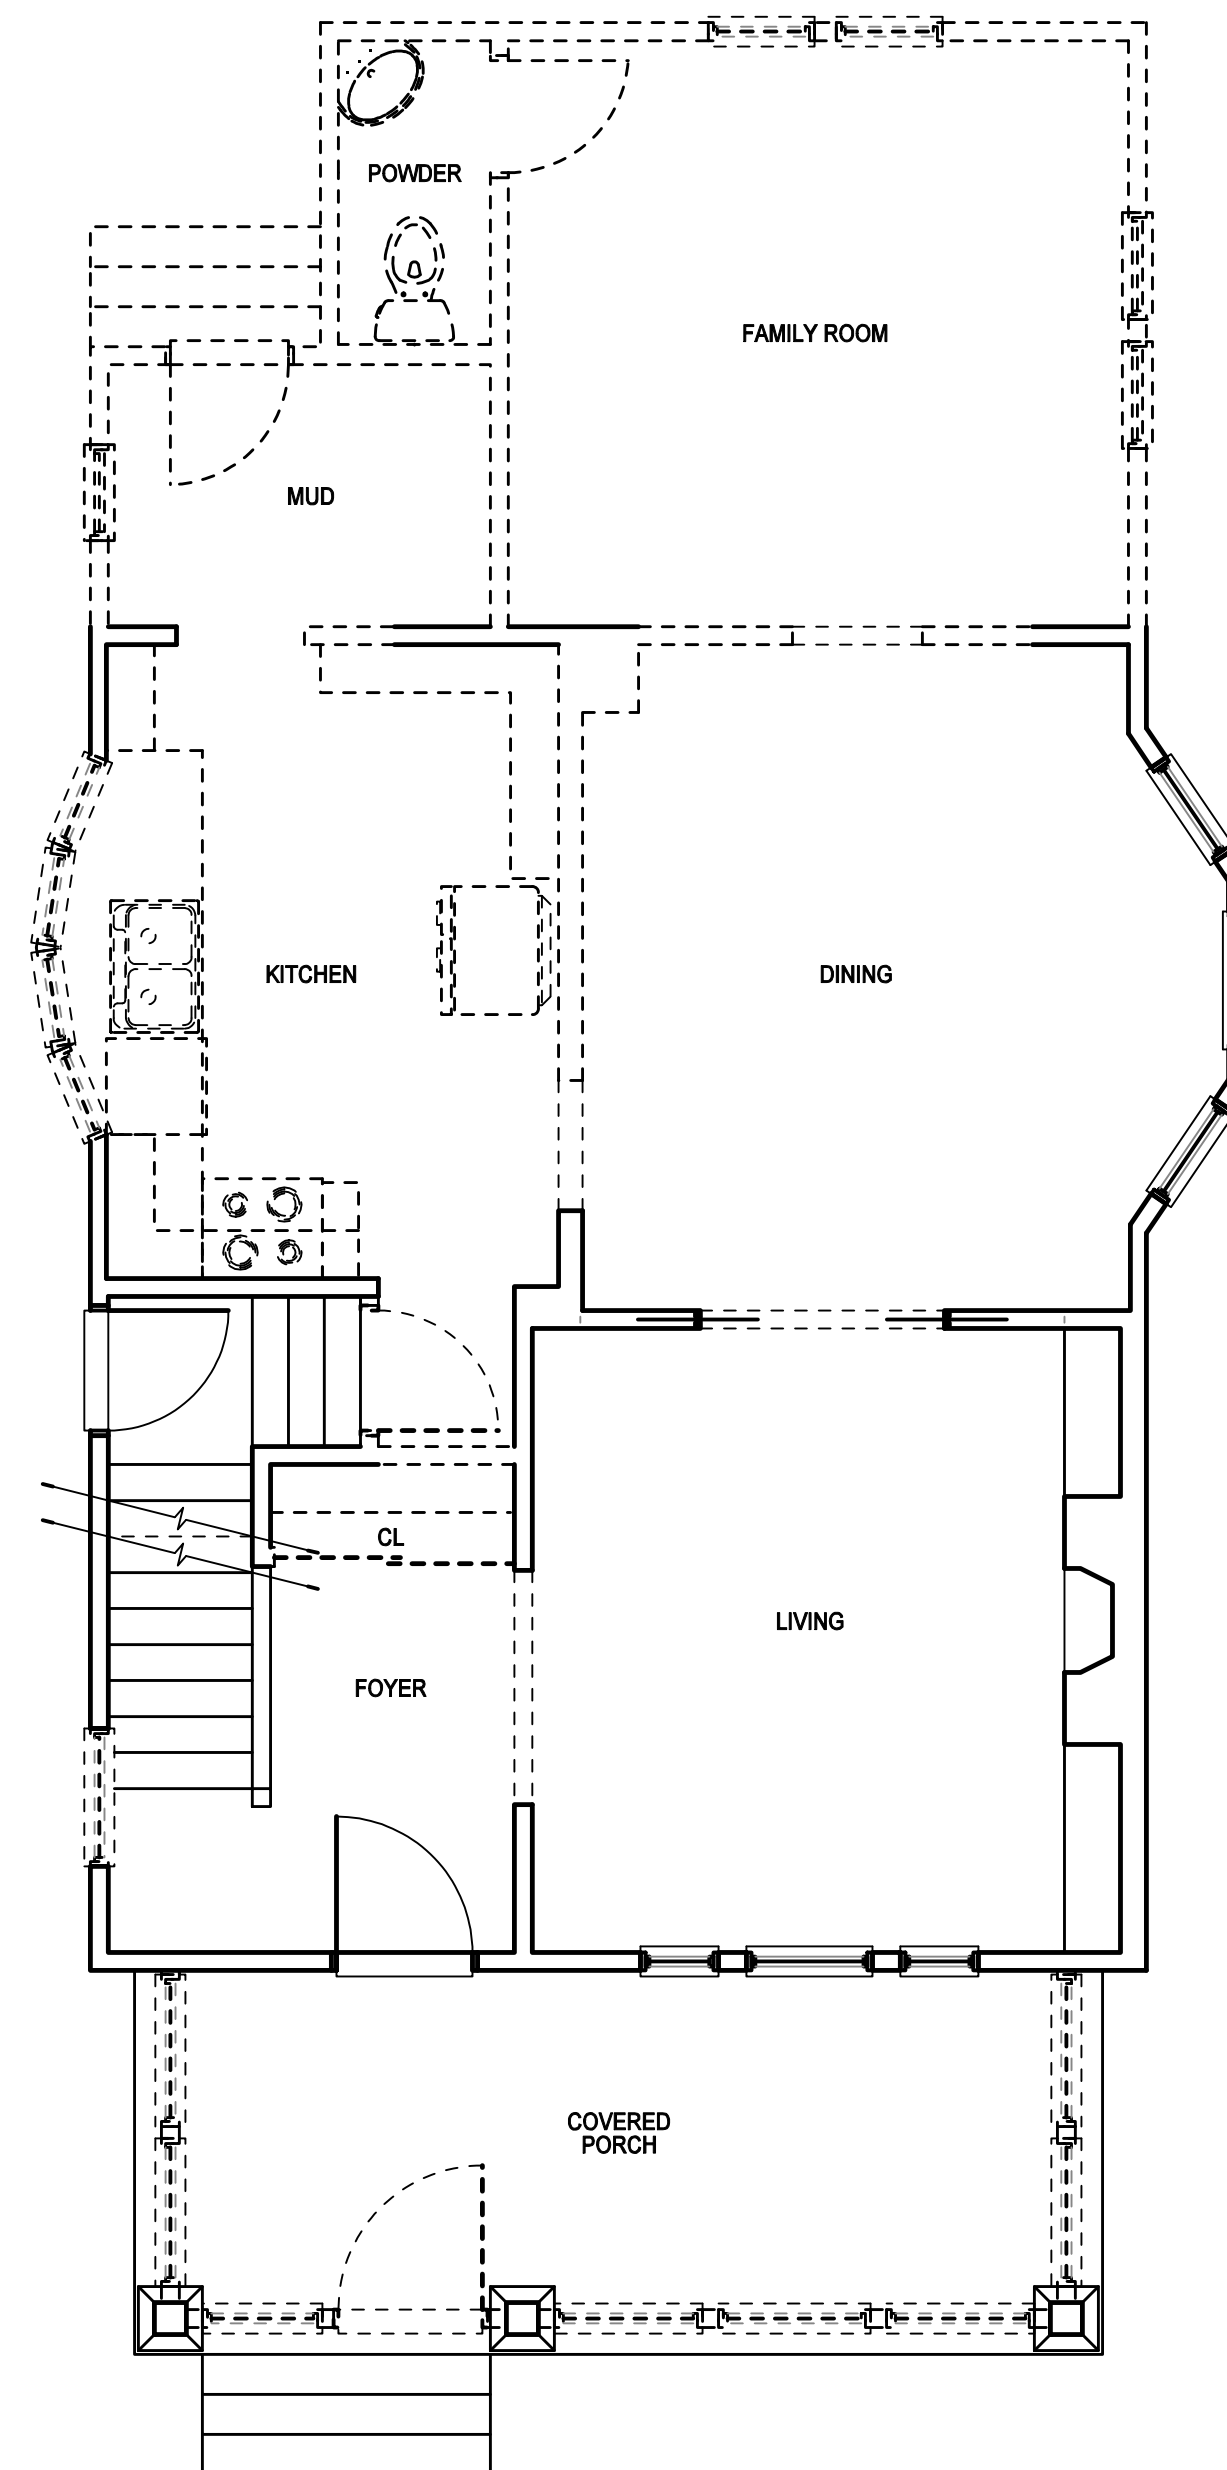 POWDER
FAMILY ROOM
MUD
KITCHEN
DINING
CL
LIVING
FOYER
COVERED
PORCH